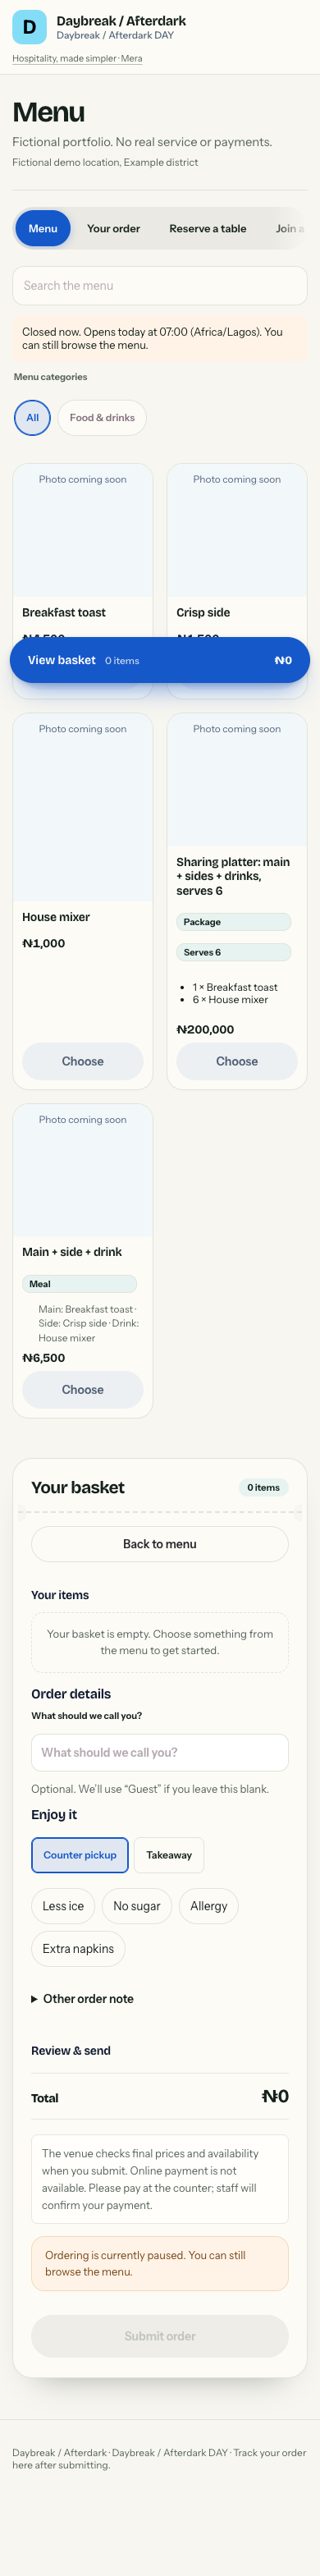 D
Daybreak / Afterdark
Daybreak / Afterdark DAY
Hospitality, made simpler · Mera
Menu
Fictional portfolio. No real service or payments.
Fictional demo location, Example district
Menu
Your order
Reserve a table
Join a
Search the menu
Closed now. Opens today at 07:00 (Africa/Lagos). You
can still browse the menu.
Menu categories
All
Food & drinks
Photo coming soon
Photo coming soon
Breakfast toast
Crisp side
View basket
0 items
₦0
Photo coming soon
Photo coming soon
House mixer
₦1,000
Choose
Sharing platter: main
+ sides + drinks,
serves 6
Package
Serves 6
• 1 × Breakfast toast
• 6 × House mixer
₦200,000
Choose
Photo coming soon
Main + side + drink
Meal
Main: Breakfast toast ·
Side: Crisp side · Drink:
House mixer
₦6,500
Choose
Your basket
0 items
Back to menu
Your items
Your basket is empty. Choose something from
the menu to get started.
Order details
What should we call you?
What should we call you?
Optional. We'll use “Guest” if you leave this blank.
Enjoy it
Counter pickup
Takeaway
Less ice
No sugar
Allergy
Extra napkins
Other order note
Review & send
Total
₦0
The venue checks final prices and availability
when you submit. Online payment is not
available. Please pay at the counter; staff will
confirm your payment.
Ordering is currently paused. You can still
browse the menu.
Submit order
Daybreak / Afterdark · Daybreak / Afterdark DAY · Track your order
here after submitting.